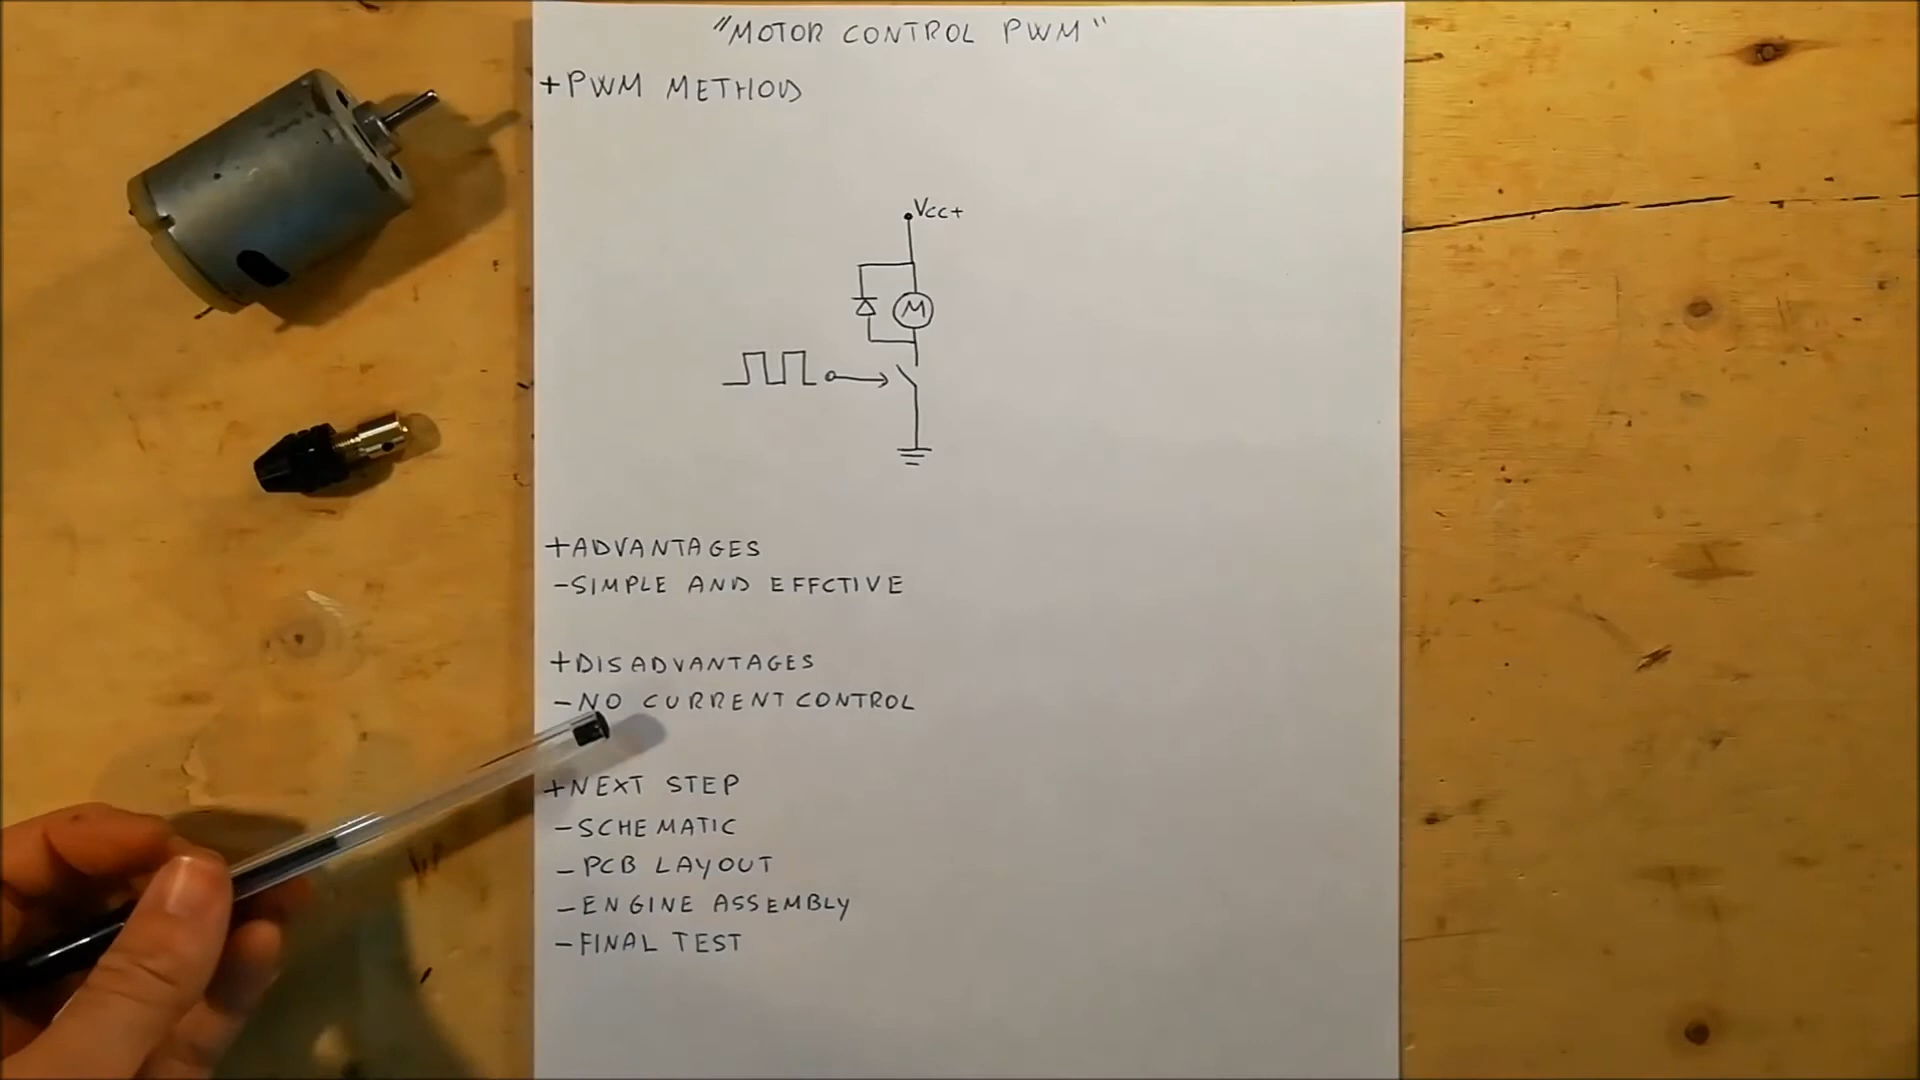 "MOTOR CONTROL PWM"
+PWM METHOD
Vcc+
M
+ADVANTAGES
-SIMPLE AND EFFCTIVE
+DISADVANTAGES
-NO CURRENT CONTROL
+NEXT STEP
-SCHEMATIC
-PCB LAYOUT
-ENGINE ASSEMBLY
-FINAL TEST